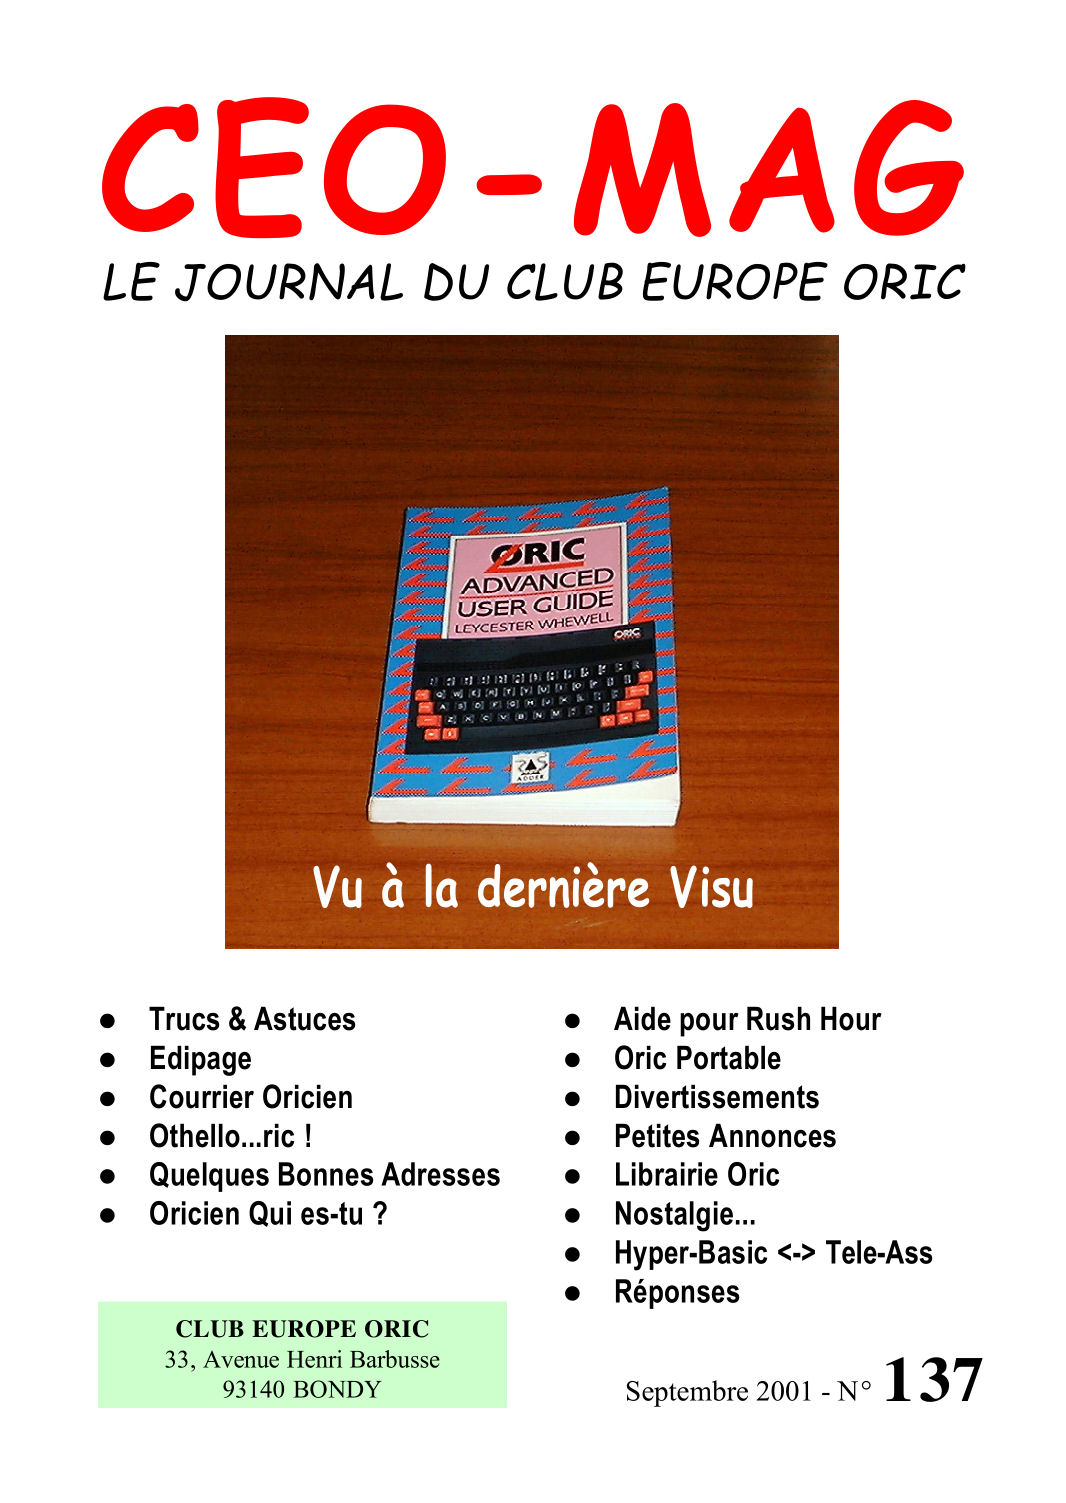 CEO-MAG
LE JOURNAL DU CLUB EUROPE ORIC
ORIC
ADVANCED
USER GUIDE
LEYCESTER WHEWELL
ORIC
ADDER
Vu à la dernière Visu
● Trucs & Astuces
● Edipage
● Courrier Oricien
● Othello...ric !
● Quelques Bonnes Adresses
● Oricien Qui es-tu ?
● Aide pour Rush Hour
● Oric Portable
● Divertissements
● Petites Annonces
● Librairie Oric
● Nostalgie...
● Hyper-Basic <-> Tele-Ass
● Réponses
CLUB EUROPE ORIC
33, Avenue Henri Barbusse
93140 BONDY
Septembre 2001 - N° 137